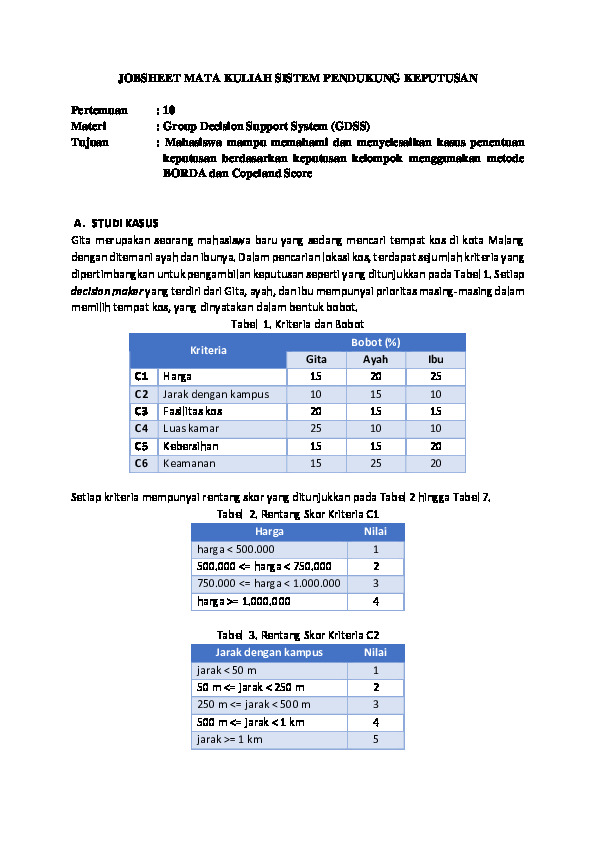 JOBSHEET MATA KULIAH SISTEM PENDUKUNG KEPUTUSAN
Pertemuan : 10
Materi : Group Decision Support System (GDSS)
Tujuan : Mahasiswa mampu memahami dan menyelesaikan kasus penentuan
keputusan berdasarkan keputusan kelompok menggunakan metode
BORDA dan Copeland Score
A. STUDI KASUS
Gita merupakan seorang mahasiswa baru yang sedang mencari tempat kos di kota Malang
dengan ditemani ayah dan ibunya. Dalam pencarian lokasi kos, terdapat sejumlah kriteria yang
dipertimbangkan untuk pengambilan keputusan seperti yang ditunjukkan pada Tabel 1. Setiap
decision maker yang terdiri dari Gita, ayah, dan ibu mempunyai prioritas masing-masing dalam
memilih tempat kos, yang dinyatakan dalam bentuk bobot.
Tabel 1. Kriteria dan Bobot
Kriteria Bobot (%)
Gita Ayah Ibu
C1 Harga 15 20 25
C2 Jarak dengan kampus 10 15 10
C3 Fasilitas kos 20 15 15
C4 Luas kamar 25 10 10
C5 Kebersihan 15 15 20
C6 Keamanan 15 25 20
Setiap kriteria mempunyai rentang skor yang ditunjukkan pada Tabel 2 hingga Tabel 7.
Tabel 2. Rentang Skor Kriteria C1
Harga Nilai
harga < 500.000 1
500.000 <= harga < 750.000 2
750.000 <= harga < 1.000.000 3
harga >= 1.000.000 4
Tabel 3. Rentang Skor Kriteria C2
Jarak dengan kampus Nilai
jarak < 50 m 1
50 m <= jarak < 250 m 2
250 m <= jarak < 500 m 3
500 m <= jarak < 1 km 4
jarak >= 1 km 5